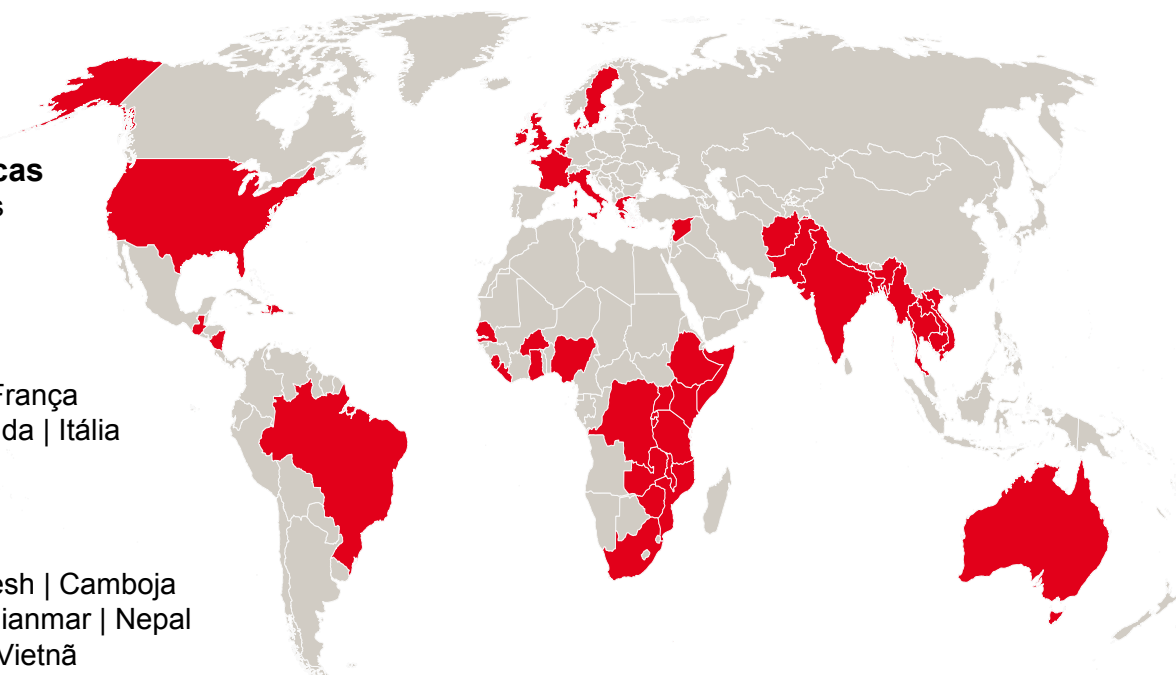 cas
s
França
da | Itália
esh | Camboja
ianmar | Nepal
Vietnã